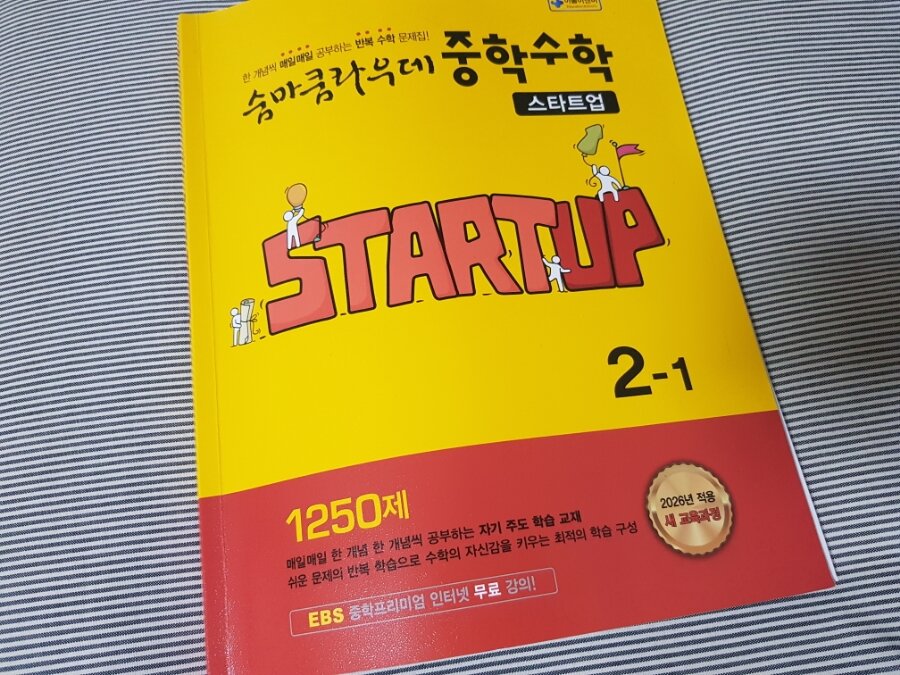 이룸이앤비
한 개념씩 매일매일 공부하는 반복 수학 문제집!
숨마쿰라우데 중학수학
스타트업
STARTUP
2-1
1250제
매일매일 한 개념 한 개념씩 공부하는 자기 주도 학습 교재
쉬운 문제의 반복 학습으로 수학의 자신감을 키우는 최적의 학습 구성
EBS 중학프리미엄 인터넷 무료 강의!
2026년 적용
새 교육과정